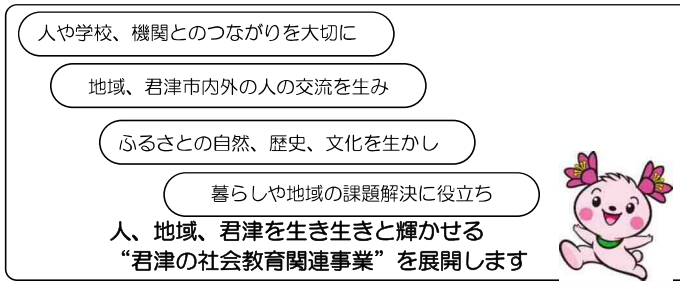 人や学校、機関とのつながりを大切に
地域、君津市内外の人の交流を生み
ふるさとの自然、歴史、文化を生かし
暮らしや地域の課題解決に役立ち
人、地域、君津を生き生きと輝かせる
“君津の社会教育関連事業”を展開します